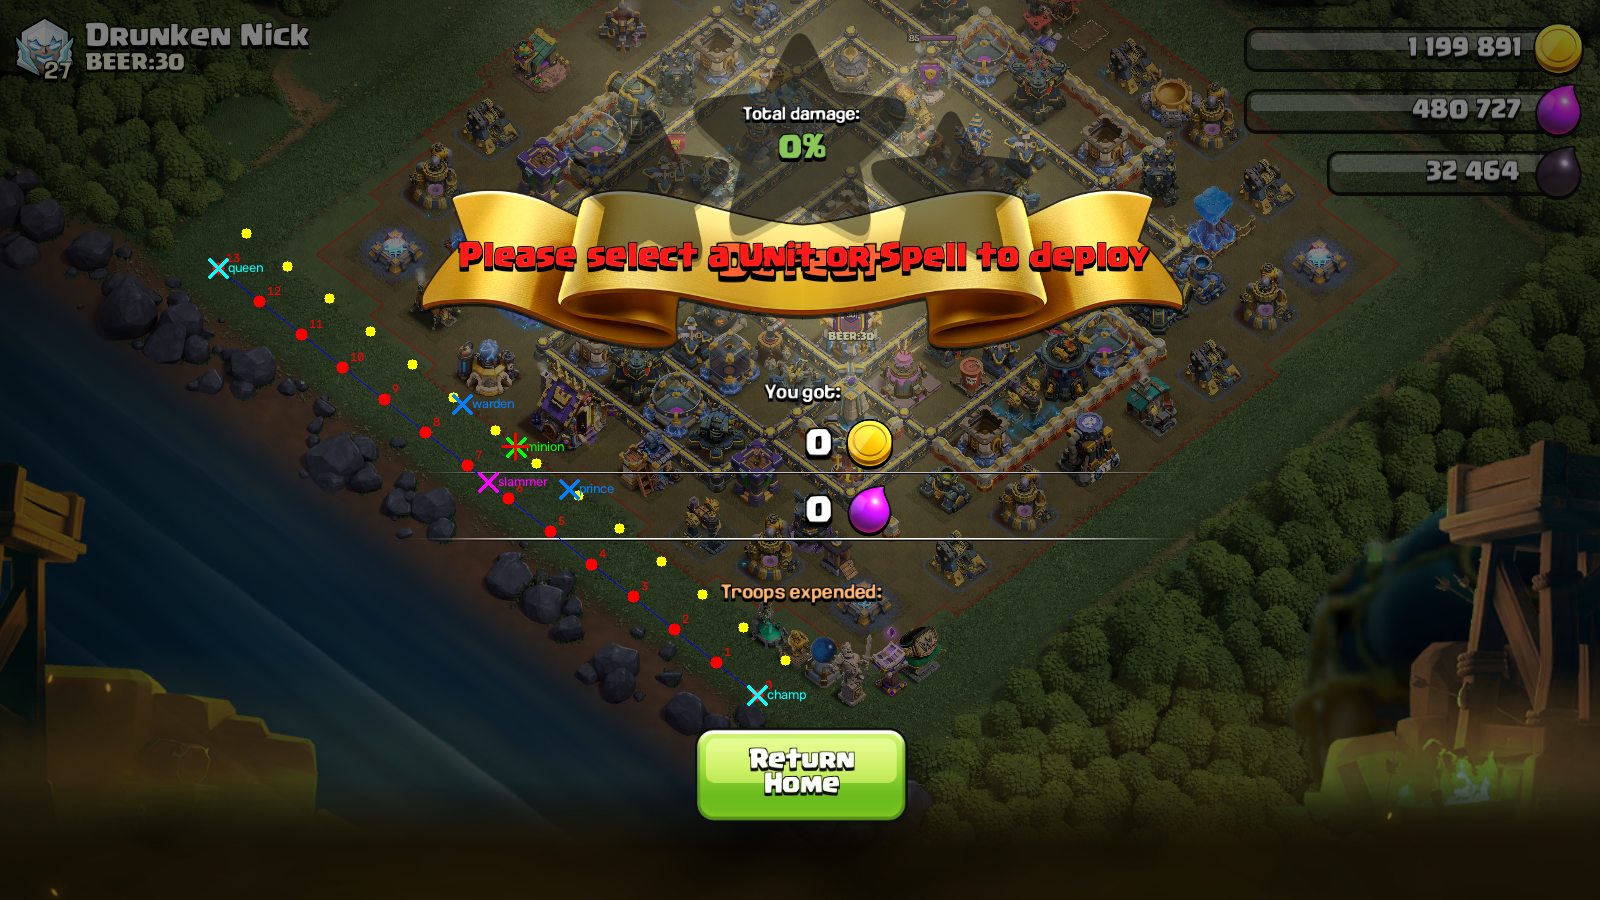 Drunken Nick
27
BEER:30
1 199 891
480 727
32 464
85
Total damage:
0%
Please select a Unit or Spell to deploy
BEER:30
You got:
0
0
Troops expended:
Return
Home
13
queen
12
11
10
9
8
warden
7
minion
slammer
prince
5
4
3
2
1
champ